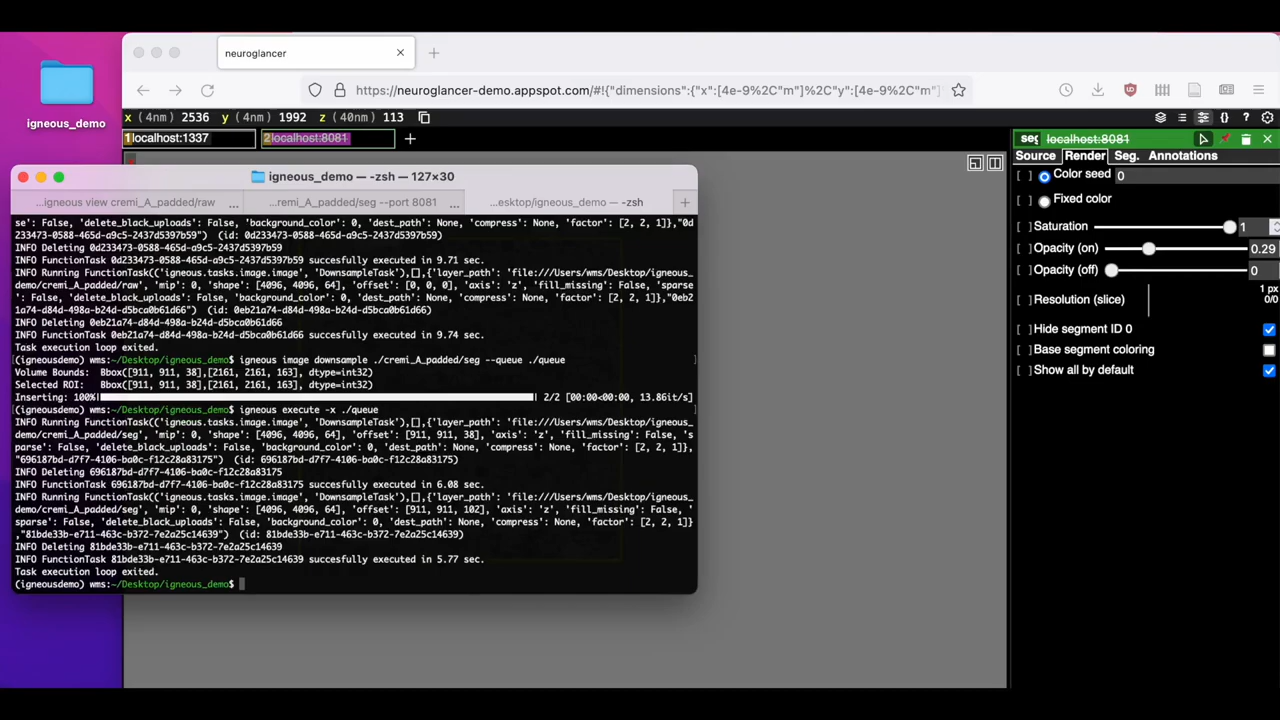 igneous_demo
neuroglancer
https://neuroglancer-demo.appspot.com/#!{"dimensions":{"x":[4e-9%2C"m"]%2C"y":[4e-9%2C"m"]%2C"z
x (4nm) 2536 y (4nm) 1992 z (40nm) 113
1 localhost:1337 2 localhost:8081 +
seg localhost:8081
Source Render Seg. Annotations
[ ] Color seed 0
[ ] Fixed color
[ ] Saturation 1
[ ] Opacity (on) 0.29
[ ] Opacity (off) 0
[ ] Resolution (slice) 1 px
0/0
[ ] Hide segment ID 0
[ ] Base segment coloring
[ ] Show all by default
igneous_demo — -zsh — 127×30
...igneous view cremi_A_padded/raw ... ...remi_A_padded/seg --port 8081 ... ...esktop/igneous_demo — -zsh +
se': False, 'delete_black_uploads': False, 'background_color': 0, 'dest_path': None, 'compress': None, 'factor': [2, 2, 1]},"0d
233473-0588-465d-a9c5-2437d5397b59") (id: 0d233473-0588-465d-a9c5-2437d5397b59)
INFO Deleting 0d233473-0588-465d-a9c5-2437d5397b59
INFO FunctionTask 0d233473-0588-465d-a9c5-2437d5397b59 succesfully executed in 9.71 sec.
INFO Running FunctionTask(('igneous.tasks.image.image', 'DownsampleTask'),[],{'layer_path': 'file:///Users/wms/Desktop/igneous_
demo/cremi_A_padded/raw', 'mip': 0, 'shape': [4096, 4096, 64], 'offset': [0, 0, 0], 'axis': 'z', 'fill_missing': False, 'sparse
': False, 'delete_black_uploads': False, 'background_color': 0, 'dest_path': None, 'compress': None, 'factor': [2, 2, 1]},"0eb2
1a74-d84d-498a-b24d-d5bca0b61d66") (id: 0eb21a74-d84d-498a-b24d-d5bca0b61d66)
INFO Deleting 0eb21a74-d84d-498a-b24d-d5bca0b61d66
INFO FunctionTask 0eb21a74-d84d-498a-b24d-d5bca0b61d66 succesfully executed in 9.74 sec.
Task execution loop exited.
(igneousdemo) wms:~/Desktop/igneous_demo$ igneous image downsample ./cremi_A_padded/seg --queue ./queue
Volume Bounds: Bbox([911, 911, 38],[2161, 2161, 163], dtype=int32)
Selected ROI: Bbox([911, 911, 38],[2161, 2161, 163], dtype=int32)
Inserting: 100%| 2/2 [00:00<00:00, 13.86it/s]
(igneousdemo) wms:~/Desktop/igneous_demo$ igneous execute -x ./queue
INFO Running FunctionTask(('igneous.tasks.image.image', 'DownsampleTask'),[],{'layer_path': 'file:///Users/wms/Desktop/igneous_
demo/cremi_A_padded/seg', 'mip': 0, 'shape': [4096, 4096, 64], 'offset': [911, 911, 38], 'axis': 'z', 'fill_missing': False, 's
parse': False, 'delete_black_uploads': False, 'background_color': 0, 'dest_path': None, 'compress': None, 'factor': [2, 2, 1]},
"696187bd-d7f7-4106-ba0c-f12c28a83175") (id: 696187bd-d7f7-4106-ba0c-f12c28a83175)
INFO Deleting 696187bd-d7f7-4106-ba0c-f12c28a83175
INFO FunctionTask 696187bd-d7f7-4106-ba0c-f12c28a83175 succesfully executed in 6.08 sec.
INFO Running FunctionTask(('igneous.tasks.image.image', 'DownsampleTask'),[],{'layer_path': 'file:///Users/wms/Desktop/igneous_
demo/cremi_A_padded/seg', 'mip': 0, 'shape': [4096, 4096, 64], 'offset': [911, 911, 102], 'axis': 'z', 'fill_missing': False, '
sparse': False, 'delete_black_uploads': False, 'background_color': 0, 'dest_path': None, 'compress': None, 'factor': [2, 2, 1]}
,"81bde33b-e711-463c-b372-7e2a25c14639") (id: 81bde33b-e711-463c-b372-7e2a25c14639)
INFO Deleting 81bde33b-e711-463c-b372-7e2a25c14639
INFO FunctionTask 81bde33b-e711-463c-b372-7e2a25c14639 succesfully executed in 5.77 sec.
Task execution loop exited.
(igneousdemo) wms:~/Desktop/igneous_demo$